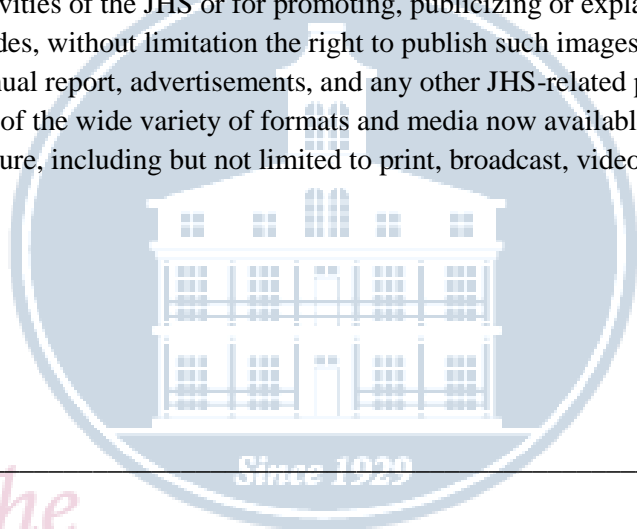 vities of the JHS or for promoting, publicizing or expla
des, without limitation the right to publish such images
nual report, advertisements, and any other JHS-related p
of the wide variety of formats and media now availabl
ure, including but not limited to print, broadcast, video
Since 1929
he